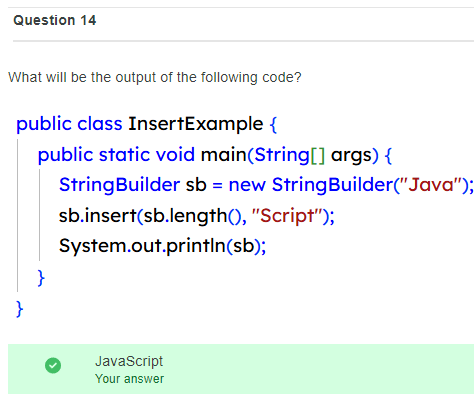 Question 14
What will be the output of the following code?
public class InsertExample {
public static void main(String[] args) {
StringBuilder sb = new StringBuilder("Java");
sb.insert(sb.length(), "Script");
System.out.println(sb);
}
}
JavaScript
Your answer